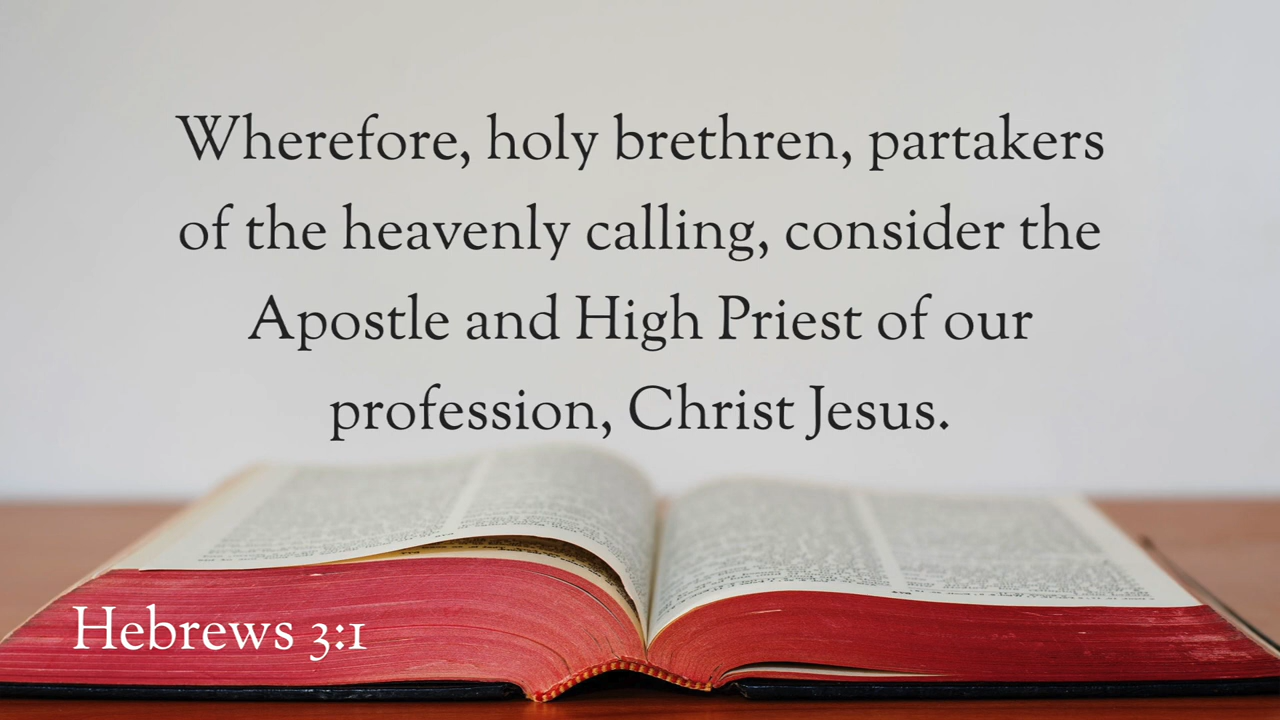 Wherefore, holy brethren, partakers
of the heavenly calling, consider the
Apostle and High Priest of our
profession, Christ Jesus.
Hebrews 3:1